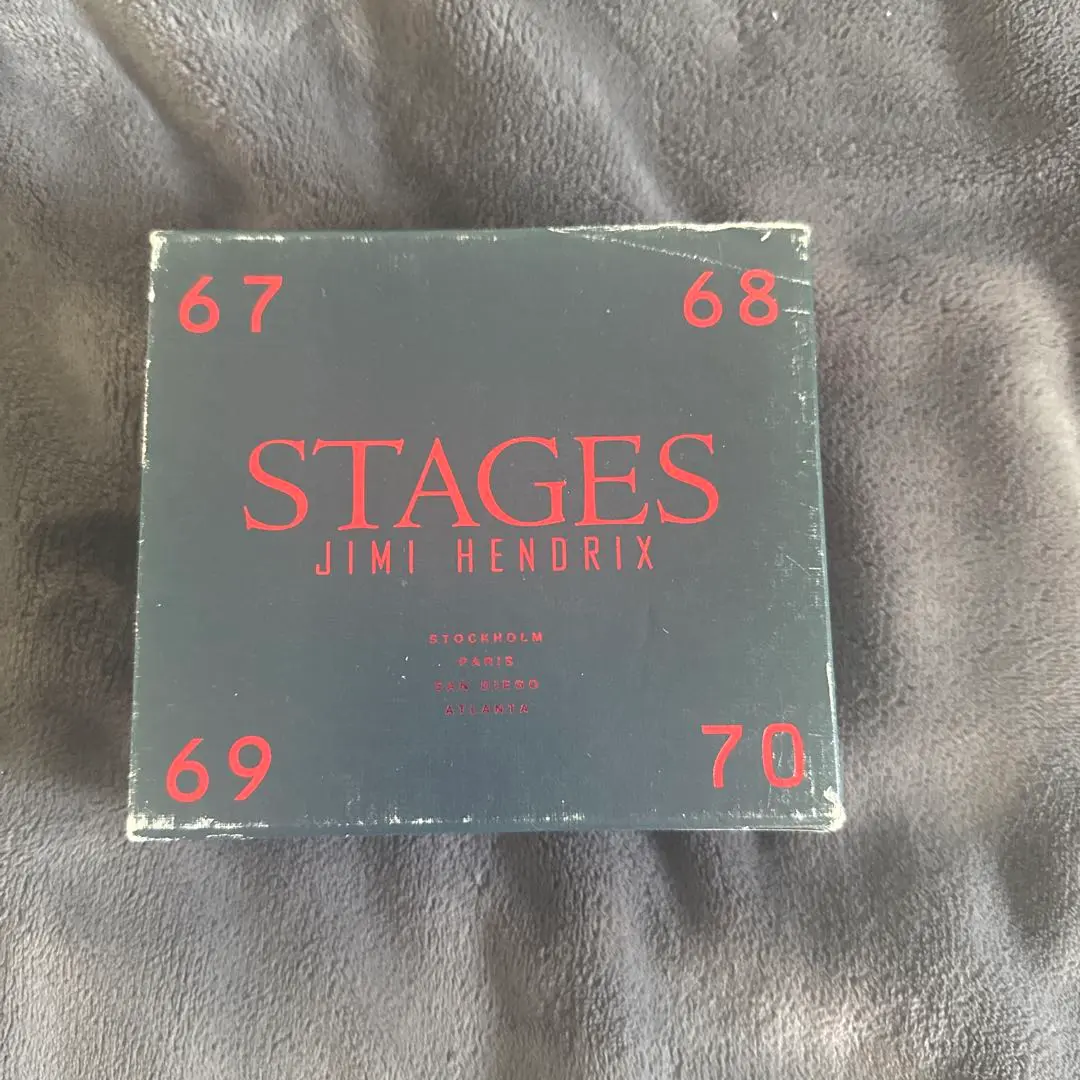 67 68
STAGES
JIMI HENDRIX
STOCKHOLM
PARIS
SAN DIEGO
ATLANTA
69 70